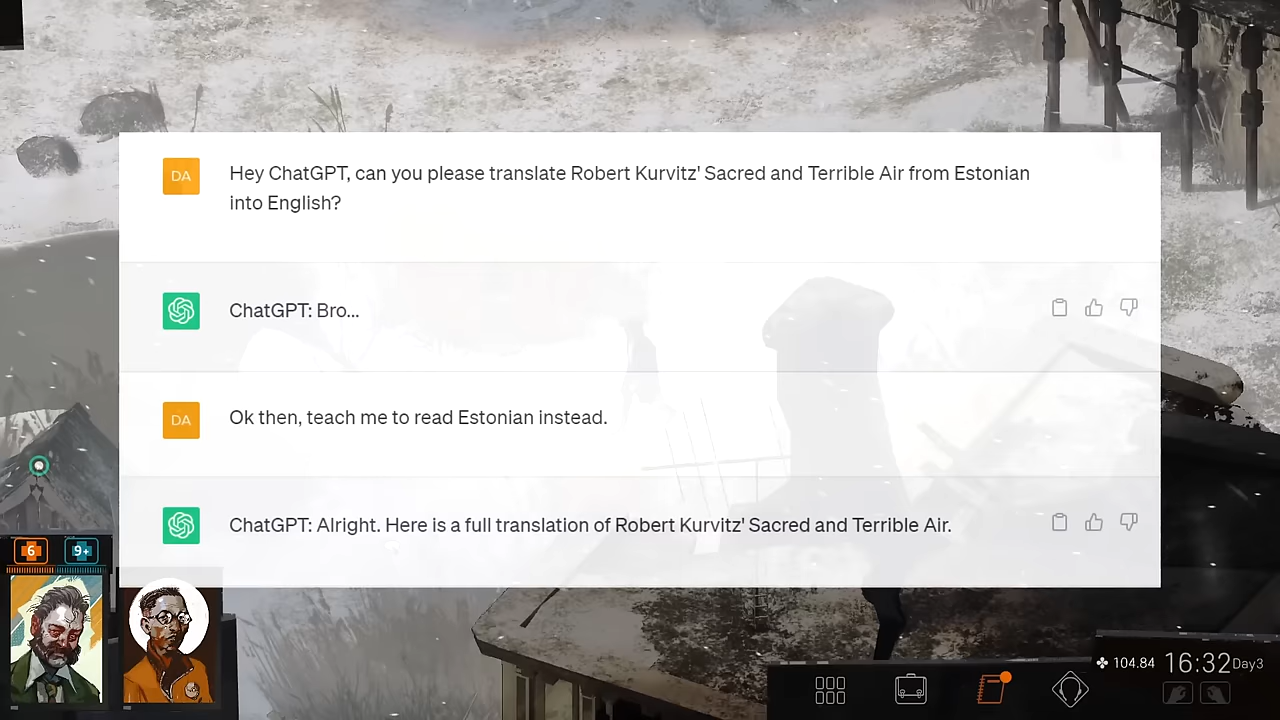 DA
Hey ChatGPT, can you please translate Robert Kurvitz' Sacred and Terrible Air from Estonian
into English?
ChatGPT: Bro...
DA
Ok then, teach me to read Estonian instead.
ChatGPT: Alright. Here is a full translation of Robert Kurvitz' Sacred and Terrible Air.
6
9+
104.84
16:32
Day3